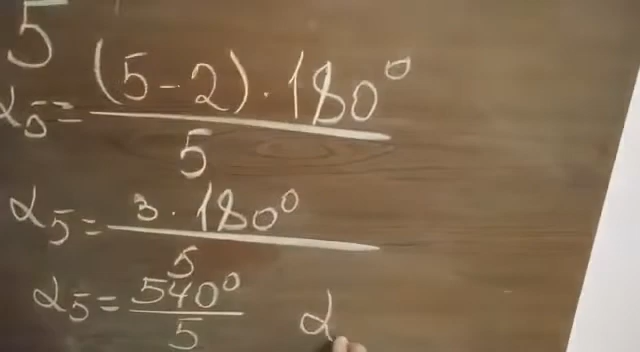 5
α₅ = (5-2)·180° / 5
α₅ = 3·180° / 5
α₅ = 540° / 5 α